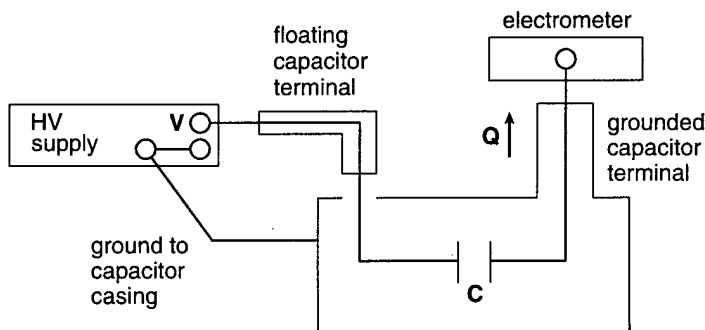 electrometer
floating
capacitor
terminal
HV
supply
V
Q
grounded
capacitor
terminal
ground to
capacitor
casing
C